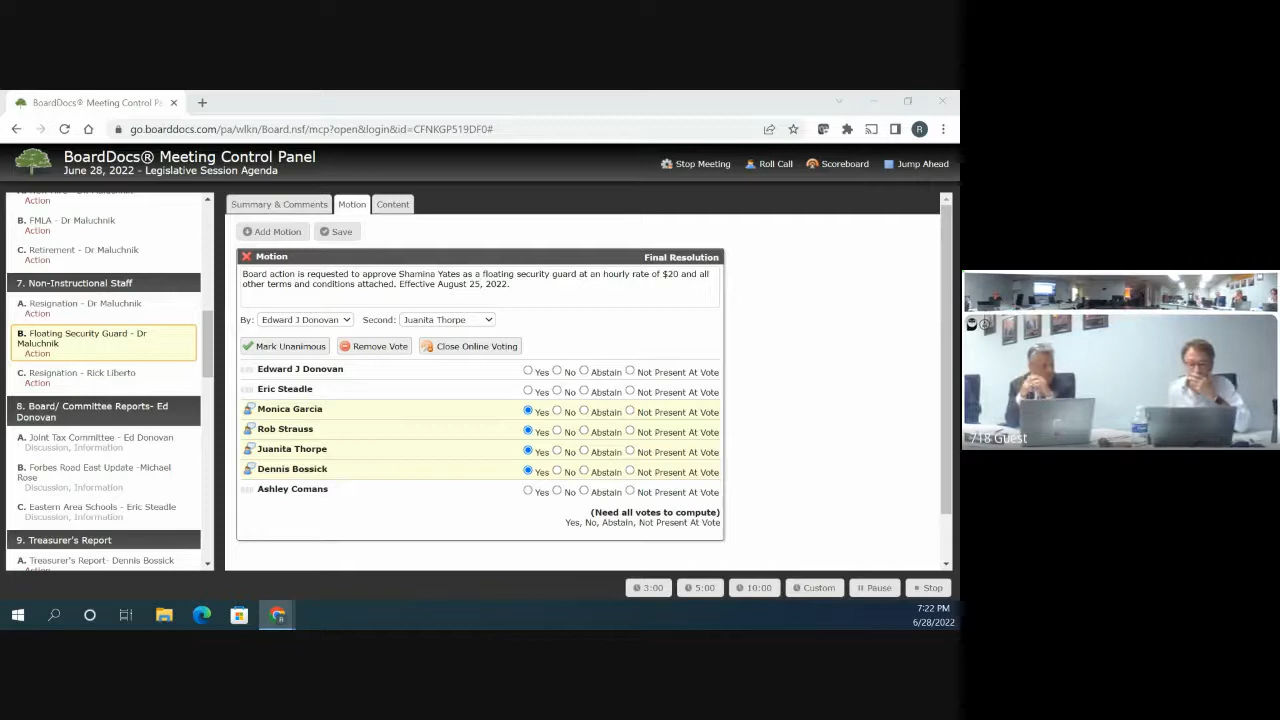 BoardDocs® Meeting Control Pa
go.boarddocs.com/pa/wlkn/Board.nsf/mcp?open&login&id=CFNKGP519DF0#
R
BoardDocs® Meeting Control Panel
June 28, 2022 - Legislative Session Agenda
Stop Meeting
Roll Call
Scoreboard
Jump Ahead
Action
B. FMLA - Dr Maluchnik
Action
C. Retirement - Dr Maluchnik
Action
7. Non-Instructional Staff
A. Resignation - Dr Maluchnik
Action
B. Floating Security Guard - Dr
Maluchnik
Action
C. Resignation - Rick Liberto
Action
8. Board/ Committee Reports- Ed
Donovan
A. Joint Tax Committee - Ed Donovan
Discussion, Information
B. Forbes Road East Update -Michael
Rose
Discussion, Information
C. Eastern Area Schools - Eric Steadle
Discussion, Information
9. Treasurer's Report
A. Treasurer's Report- Dennis Bossick
Summary & Comments
Motion
Content
Add Motion
Save
Motion
Final Resolution
Board action is requested to approve Shamina Yates as a floating security guard at an hourly rate of $20 and all
other terms and conditions attached. Effective August 25, 2022.
By: Edward J Donovan Second: Juanita Thorpe
Mark Unanimous
Remove Vote
Close Online Voting
Edward J Donovan Yes No Abstain Not Present At Vote
Eric Steadle Yes No Abstain Not Present At Vote
Monica Garcia Yes No Abstain Not Present At Vote
Rob Strauss Yes No Abstain Not Present At Vote
Juanita Thorpe Yes No Abstain Not Present At Vote
Dennis Bossick Yes No Abstain Not Present At Vote
Ashley Comans Yes No Abstain Not Present At Vote
(Need all votes to compute)
Yes, No, Abstain, Not Present At Vote
3:00
5:00
10:00
Custom
Pause
Stop
7:22 PM
6/28/2022
/18 Guest